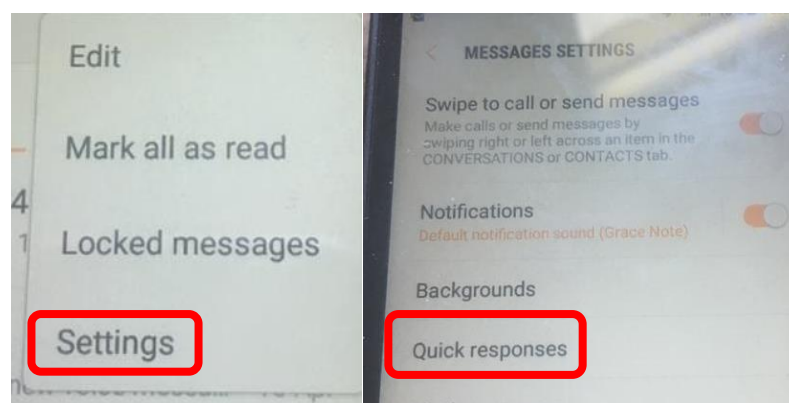 Edit
Mark all as read
4
1
Locked messages
Settings
< MESSAGES SETTINGS
Swipe to call or send messages
Make calls or send messages by
swiping right or left across an item in the
CONVERSATIONS or CONTACTS tab.
Notifications
Default notification sound (Grace Note)
Backgrounds
Quick responses